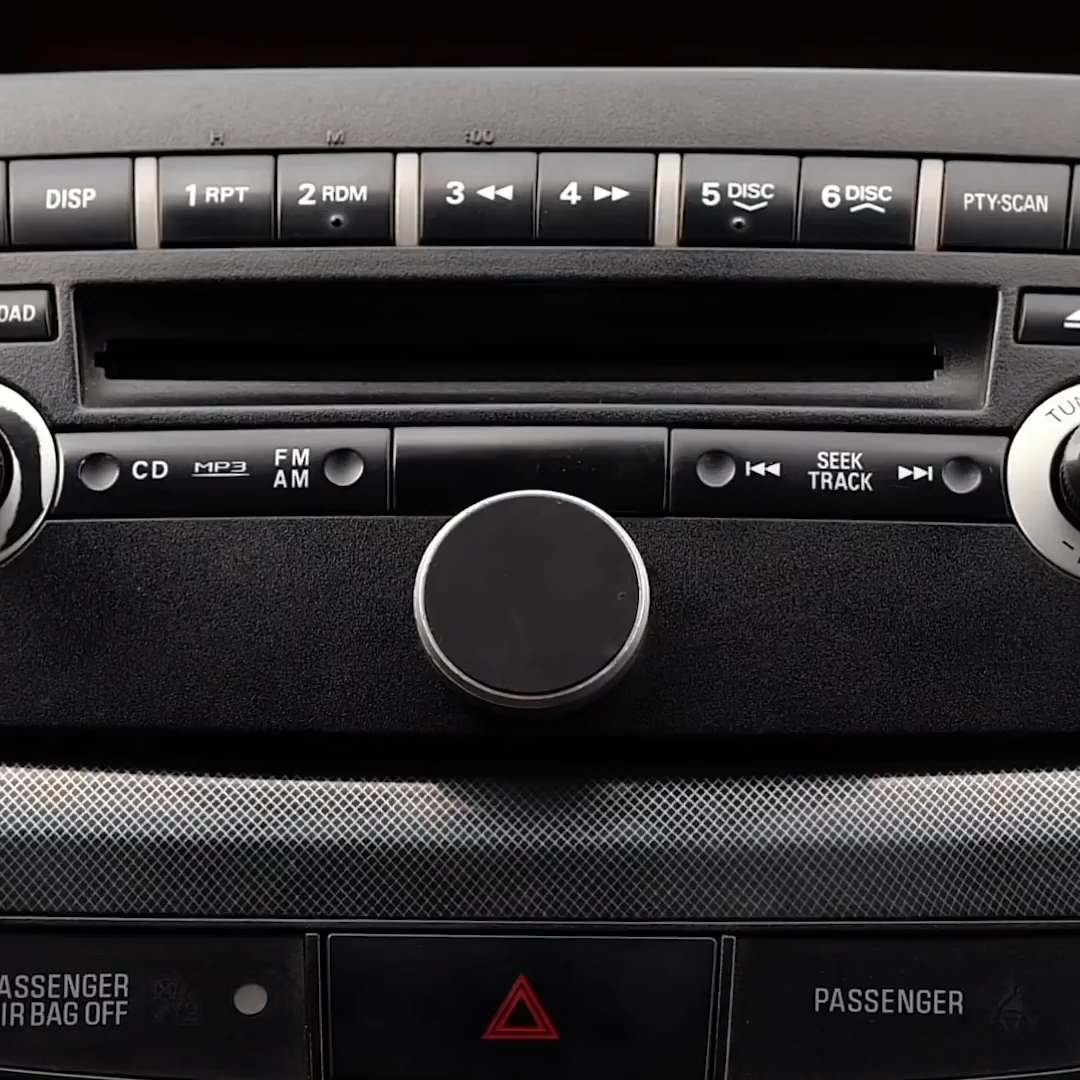 H M :00
DISP 1 RPT 2 RDM 3 4 5 DISC 6 DISC PTY-SCAN
OAD
TUN
CD MP3 FM
AM
SEEK
TRACK
ASSENGER
IR BAG OFF
PASSENGER